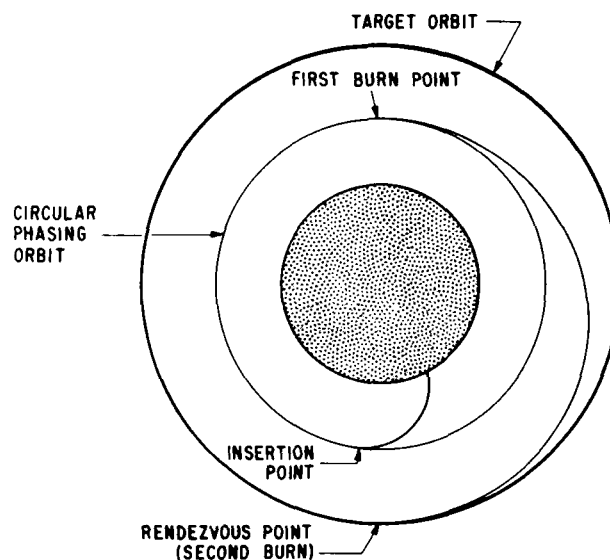 TARGET ORBIT
FIRST BURN POINT
CIRCULAR
PHASING
ORBIT
INSERTION
POINT
RENDEZVOUS POINT
(SECOND BURN)